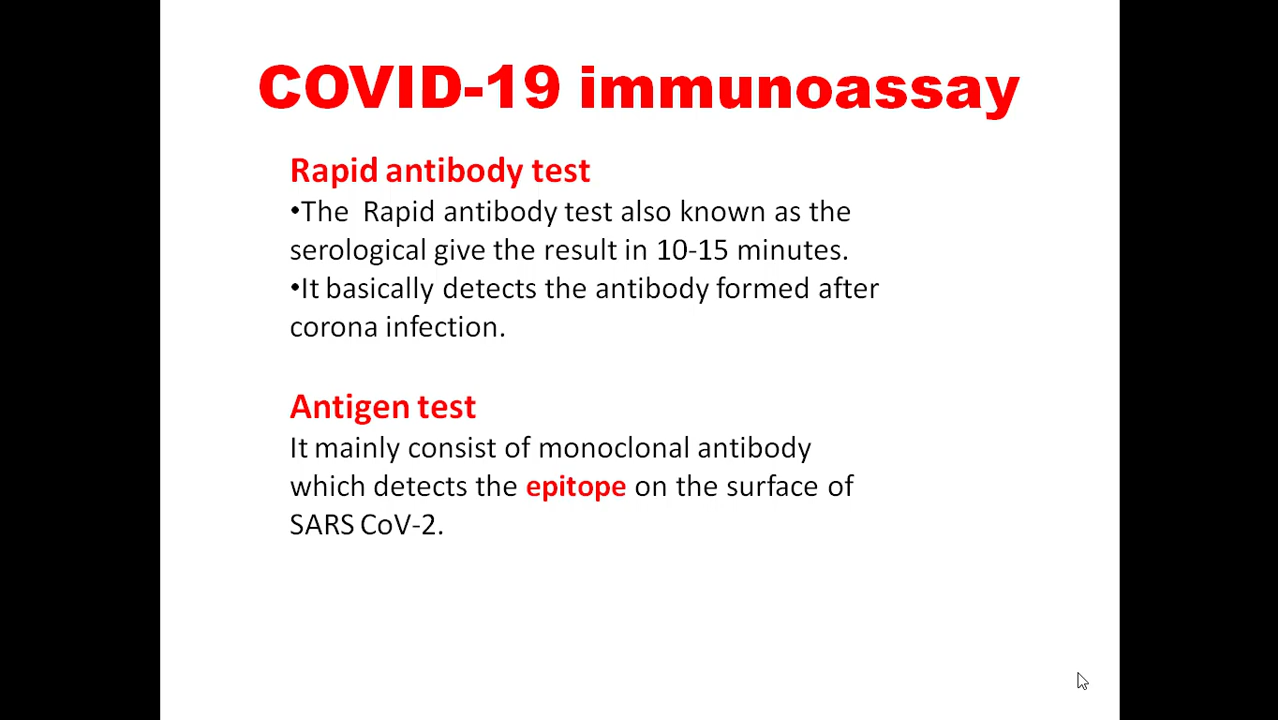 COVID-19 immunoassay
Rapid antibody test
•The  Rapid antibody test also known as the
serological give the result in 10-15 minutes.
•It basically detects the antibody formed after
corona infection.
Antigen test
It mainly consist of monoclonal antibody
which detects the epitope on the surface of
SARS CoV-2.